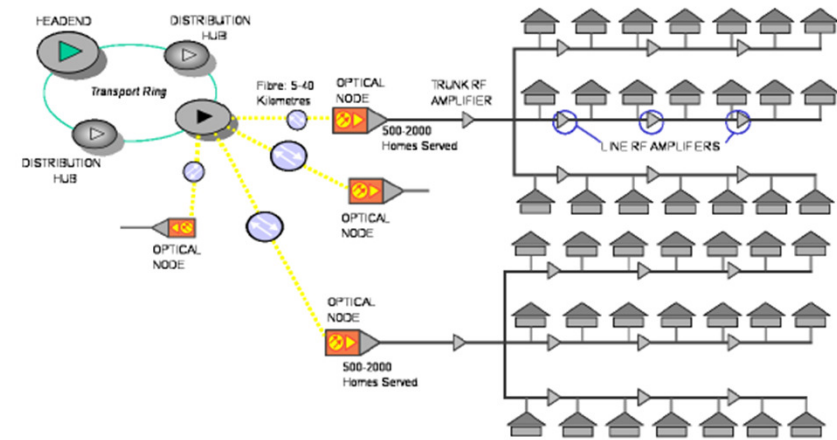 HEADEND
DISTRIBUTION
HUB
Transport Ring
DISTRIBUTION
HUB
Fibre: 5-40
Kilometres
OPTICAL
NODE
500-2000
Homes Served
TRUNK RF
AMPLIFIER
LINE RF AMPLIFERS
OPTICAL
NODE
OPTICAL
NODE
OPTICAL
NODE
500-2000
Homes Served